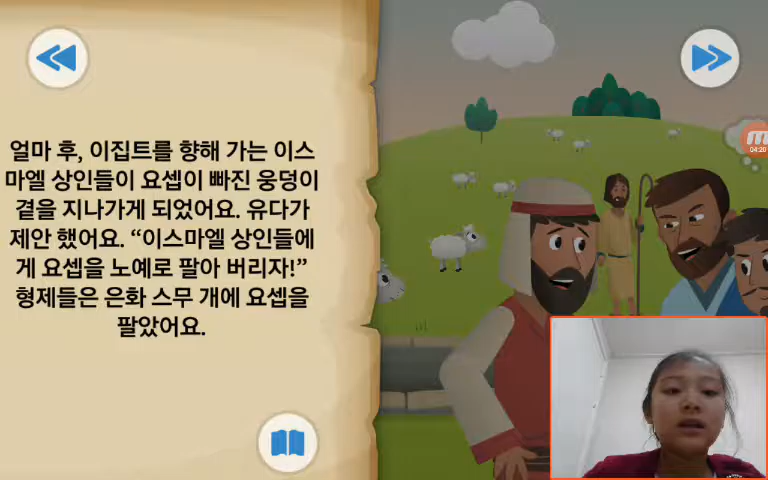 얼마 후, 이집트를 향해 가는 이스
마엘 상인들이 요셉이 빠진 웅덩이
곁을 지나가게 되었어요. 유다가
제안 했어요. “이스마엘 상인들에
게 요셉을 노예로 팔아 버리자!”
형제들은 은화 스무 개에 요셉을
팔았어요.
04:20